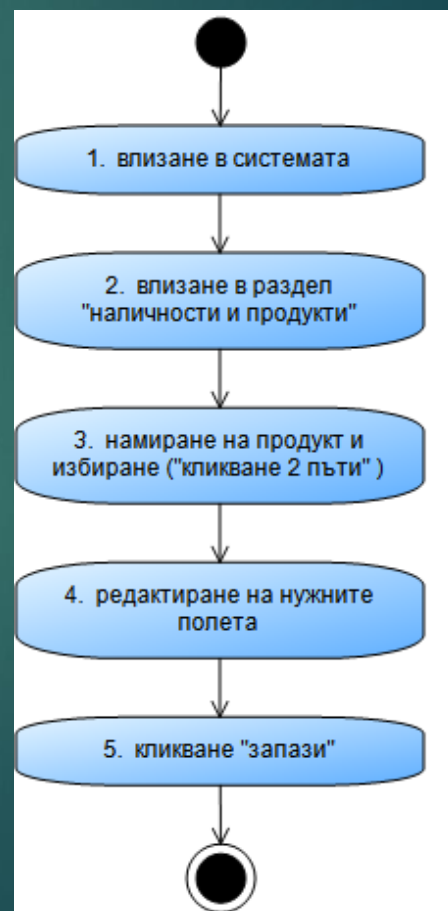 1. влизане в системата
2. влизане в раздел
"наличности и продукти"
3. намиране на продукт и
избиране ("кликване 2 пъти" )
4. редактиране на нужните
полета
5. кликване "запази"